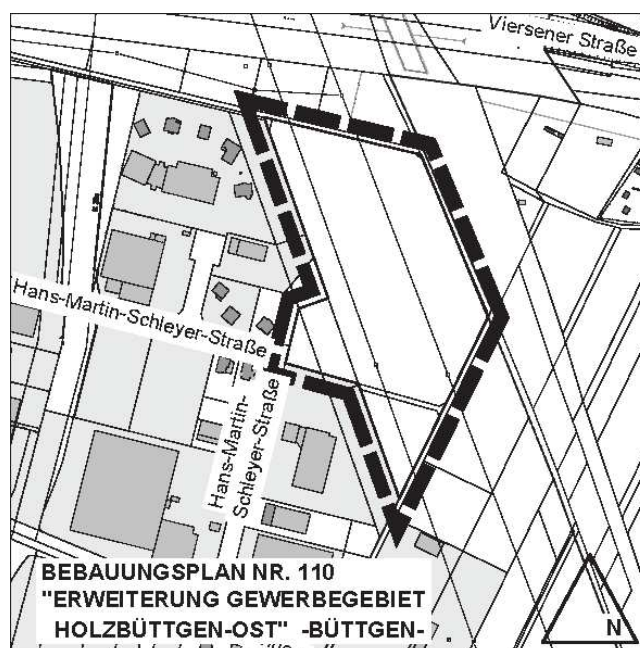 Viersener Straße
Hans-Martin-Schleyer-Straße
Hans-Martin-
Schleyer-Straße
BEBAUUNGSPLAN NR. 110
"ERWEITERUNG GEWERBEGEBIET
HOLZBÜTTGEN-OST" -BÜTTGEN-
N